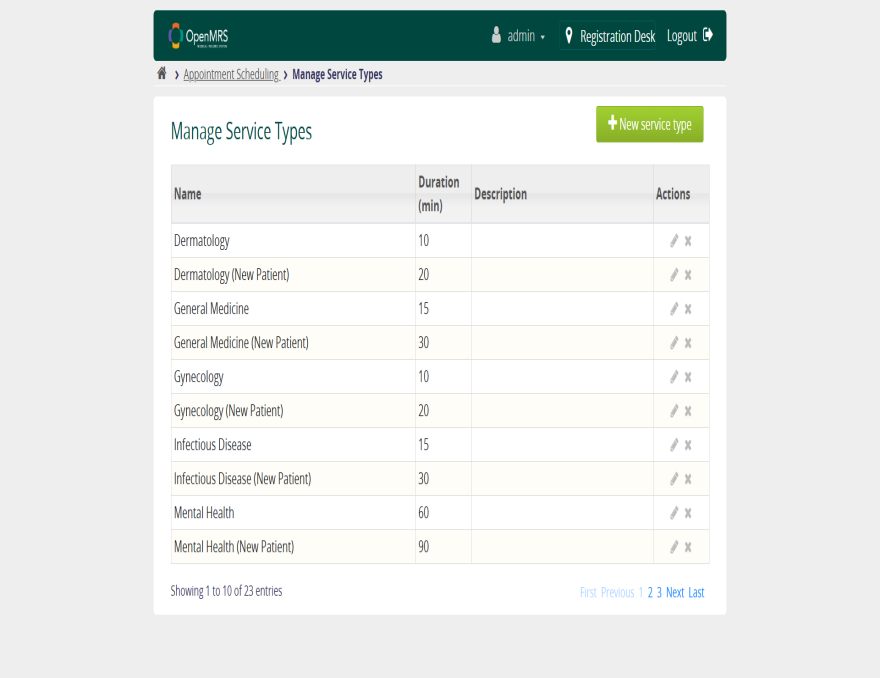 OpenMRS
admin
Registration Desk
Logout
Appointment Scheduling
Manage Service Types
Manage Service Types
New service type
Name Duration (min) Description Actions
Dermatology 10
Dermatology (New Patient) 20
General Medicine 15
General Medicine (New Patient) 30
Gynecology 10
Gynecology (New Patient) 20
Infectious Disease 15
Infectious Disease (New Patient) 30
Mental Health 60
Mental Health (New Patient) 90
Showing 1 to 10 of 23 entries
First Previous 1 2 3 Next Last